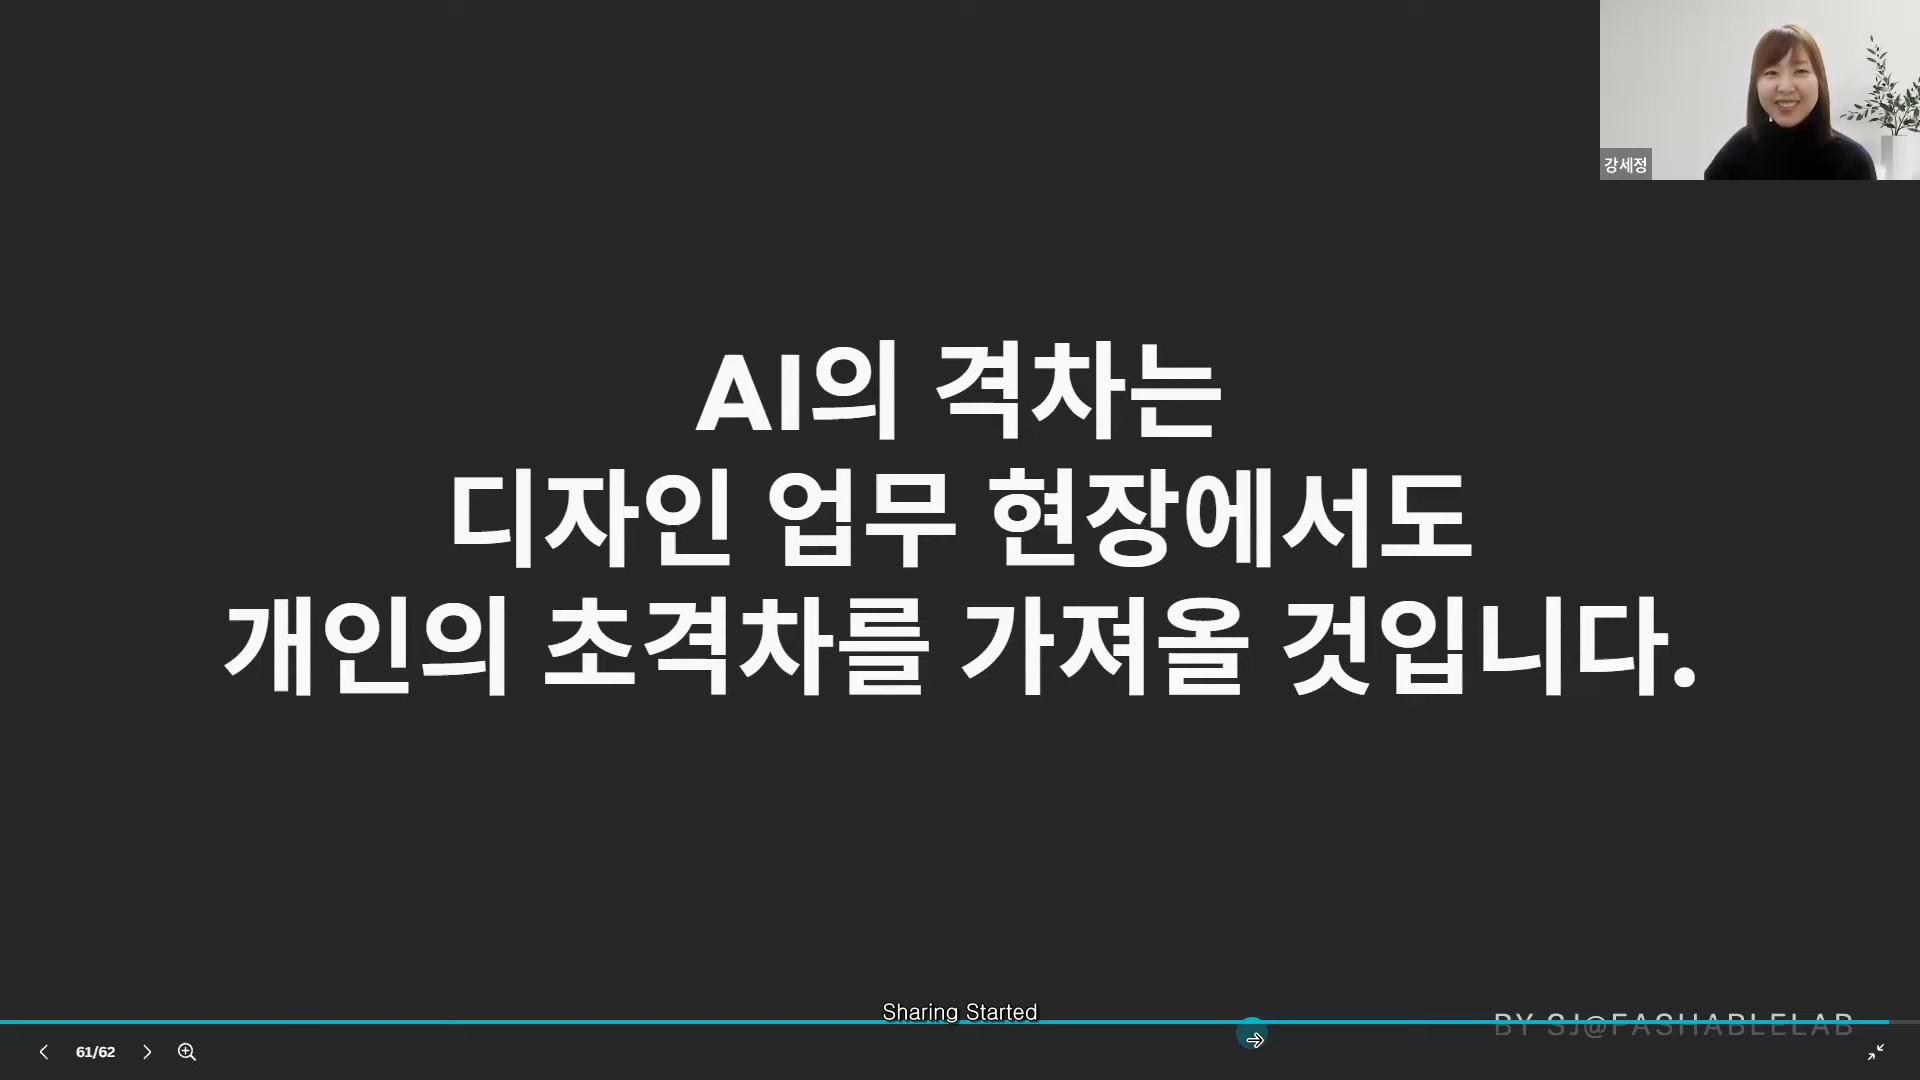 강세정
AI의 격차는
디자인 업무 현장에서도
개인의 초격차를 가져올 것입니다.
Sharing Started
BY SJ@FASHABLELAB
61/62